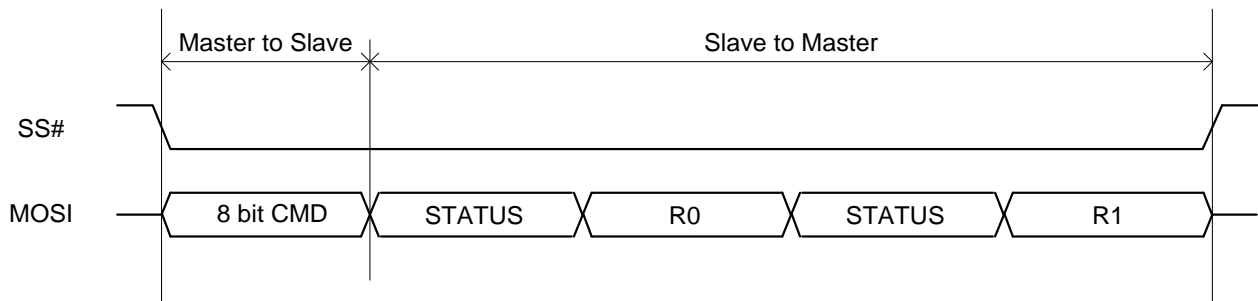 Master to Slave Slave to Master
SS#
MOSI 8 bit CMD STATUS R0 STATUS R1